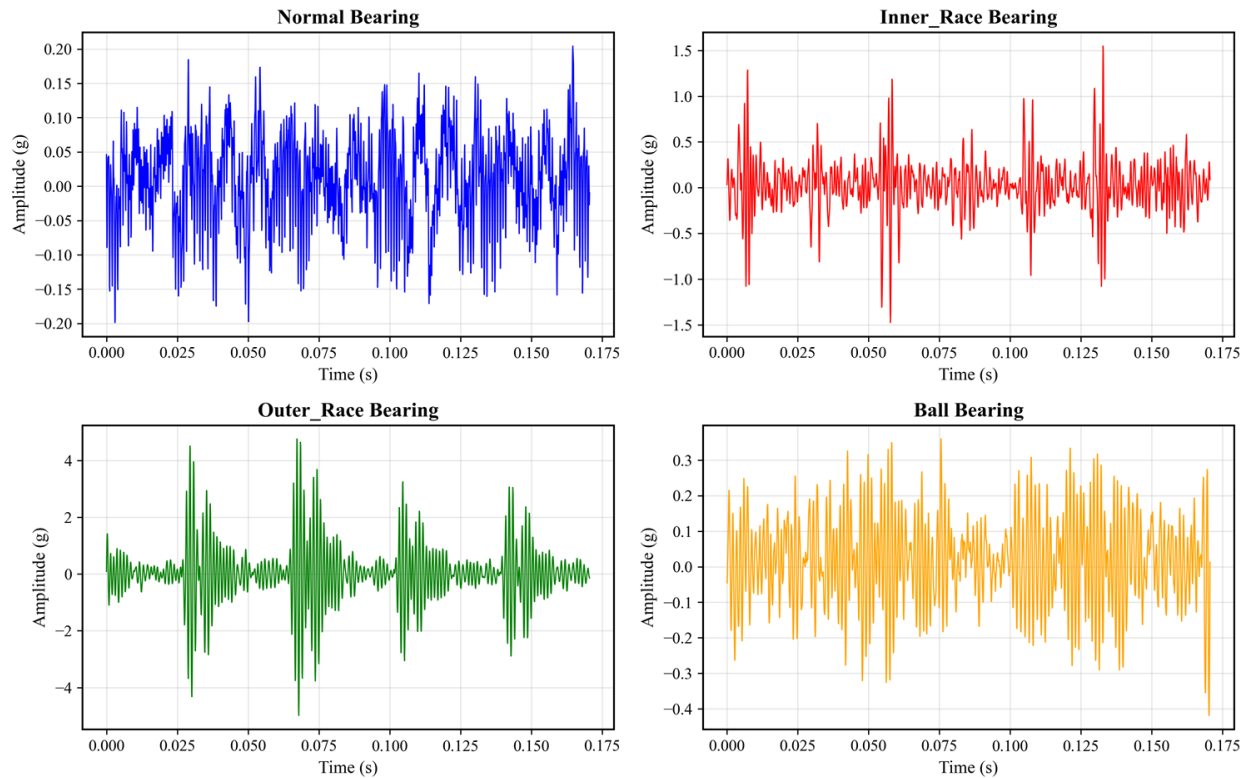 Normal Bearing
Amplitude (g)
0.20
0.15
0.10
0.05
0.00
−0.05
−0.10
−0.15
−0.20
0.000 0.025 0.050 0.075 0.100 0.125 0.150 0.175
Time (s)
Inner_Race Bearing
Amplitude (g)
1.5
1.0
0.5
0.0
−0.5
−1.0
−1.5
0.000 0.025 0.050 0.075 0.100 0.125 0.150 0.175
Time (s)
Outer_Race Bearing
Amplitude (g)
4
2
0
−2
−4
0.000 0.025 0.050 0.075 0.100 0.125 0.150 0.175
Time (s)
Ball Bearing
Amplitude (g)
0.3
0.2
0.1
0.0
−0.1
−0.2
−0.3
−0.4
0.000 0.025 0.050 0.075 0.100 0.125 0.150 0.175
Time (s)